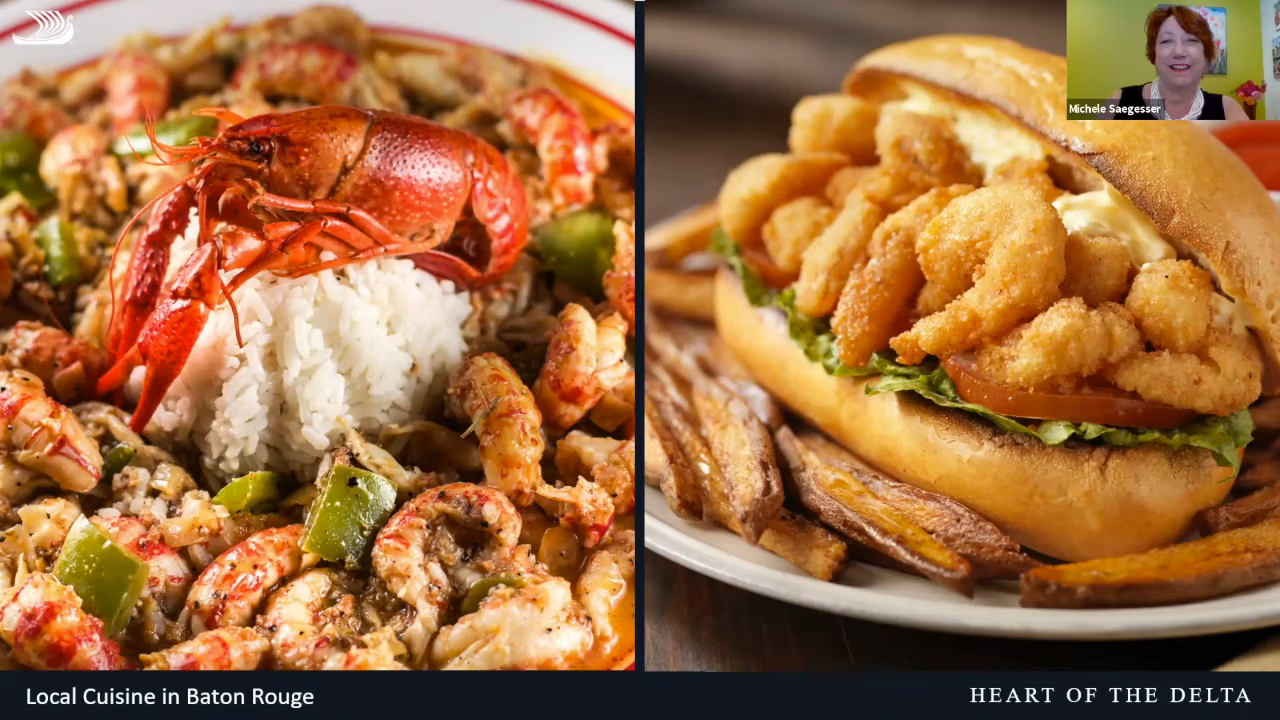 Michele Saegesser
Local Cuisine in Baton Rouge
HEART OF THE DELTA